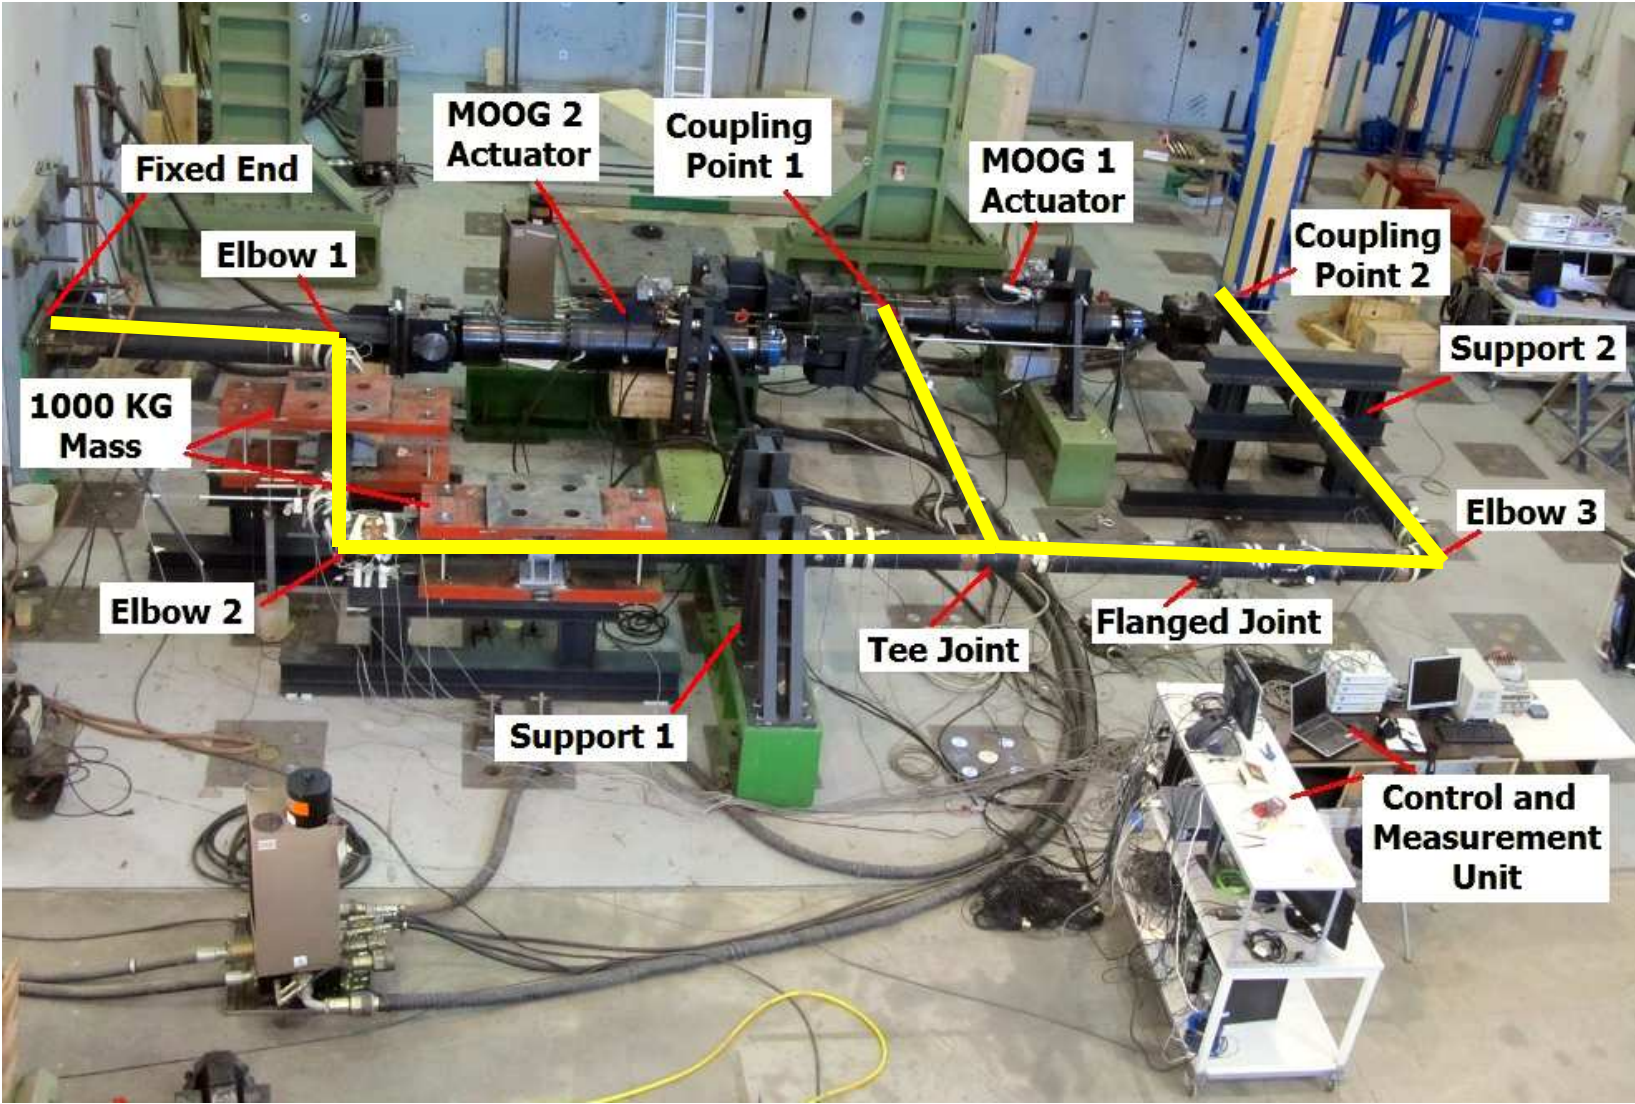 MOOG 2
Actuator
Coupling
Point 1
MOOG 1
Actuator
Fixed End
Elbow 1
Coupling
Point 2
Support 2
1000 KG
Mass
Elbow 3
Elbow 2
Tee Joint
Flanged Joint
Support 1
Control and
Measurement
Unit